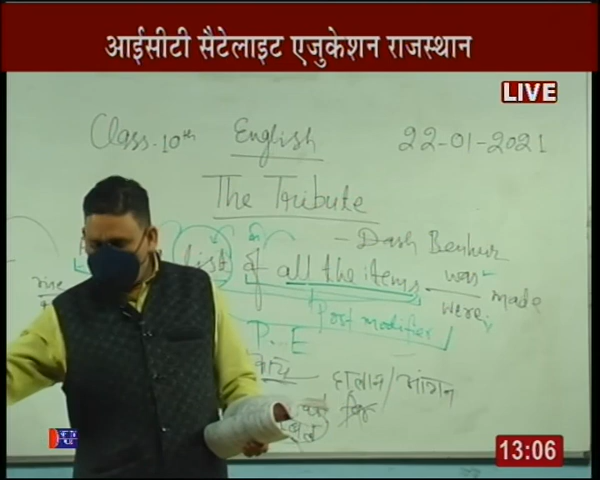 आईसीटी सैटेलाइट एजुकेशन राजस्थान
LIVE
Class. 10th English 22-01-2021
The Tribute
- Dash Benhur
list of all the items was made
were
Post modifier
P...E
दालान / आंगन
13:06